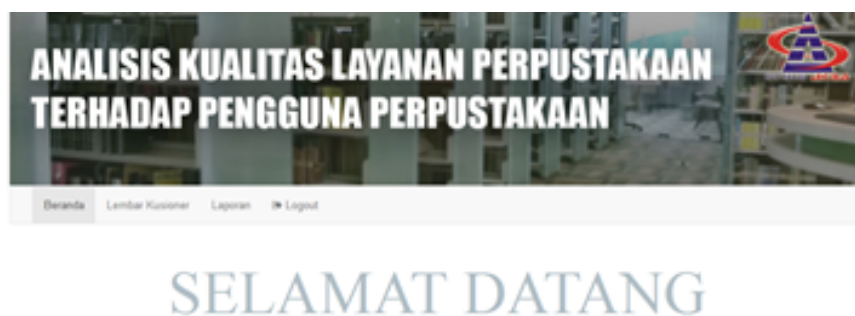 ANALISIS KUALITAS LAYANAN PERPUSTAKAAN
TERHADAP PENGGUNA PERPUSTAKAAN
Beranda Lembar Kusioner Laporan Logout
SELAMAT DATANG